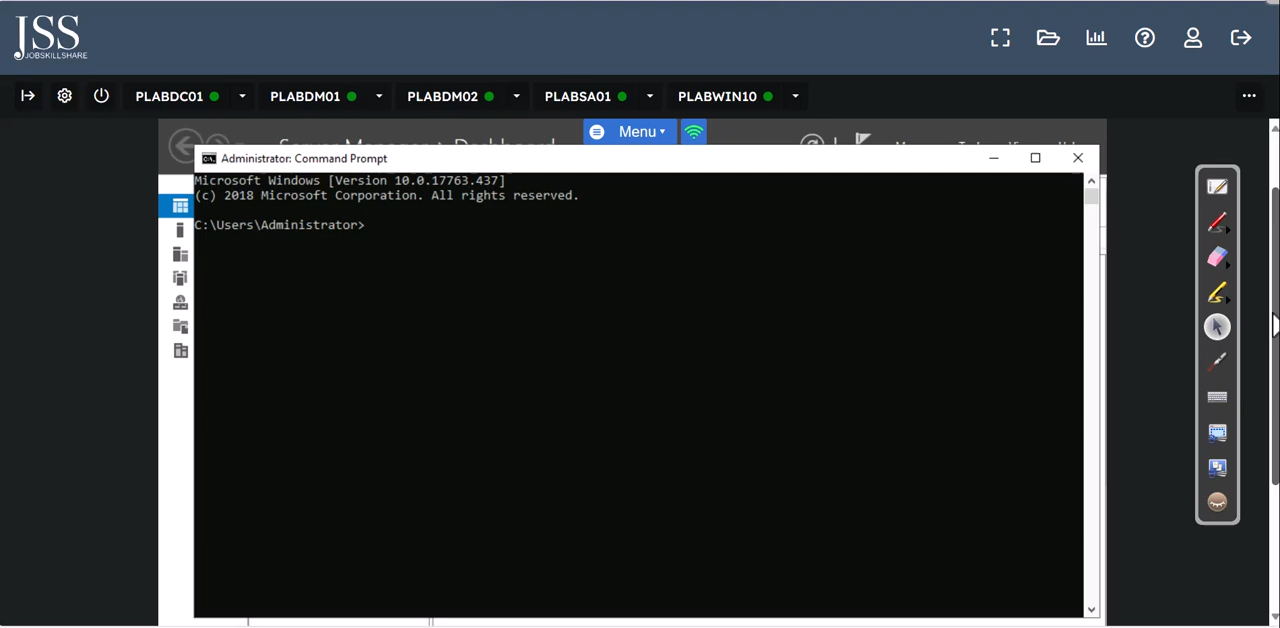 JSS
JOBSKILLSHARE
PLABDC01
PLABDM01
PLABDM02
PLABSA01
PLABWIN10
Menu
Administrator: Command Prompt
Microsoft Windows [Version 10.0.17763.437]
(c) 2018 Microsoft Corporation. All rights reserved.
C:\Users\Administrator>